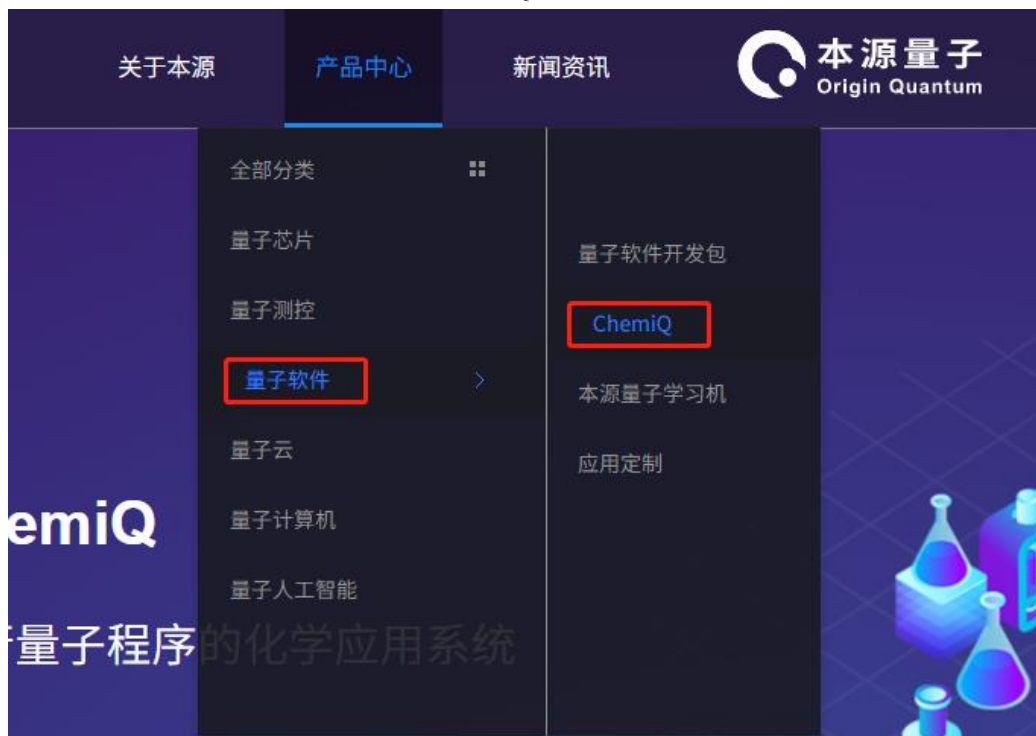 关于本源
产品中心
新闻资讯
本源量子
Origin Quantum
全部分类
量子芯片
量子测控
量子软件
量子云
量子计算机
量子人工智能
量子软件开发包
ChemiQ
本源量子学习机
应用定制
emiQ
量子程序的化学应用系统